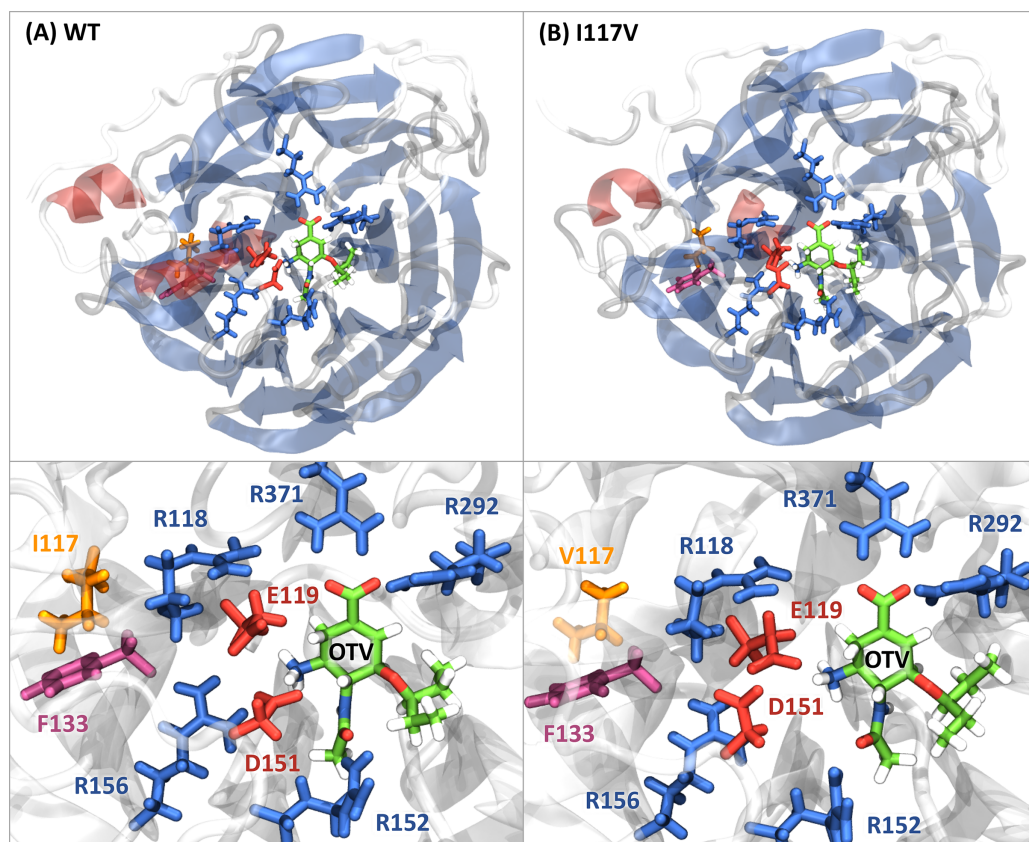 (A) WT
(B) I117V
R371
R292
R118
I117
E119
OTV
F133
D151
R156
R152
R371
R292
R118
V117
E119
OTV
D151
F133
R156
R152